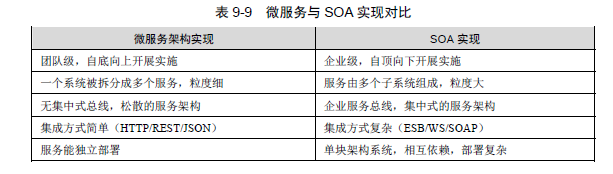 表 9-9 微服务与 SOA 实现对比
微服务架构实现 SOA 实现
团队级，自底向上开展实施 企业级，自顶向下开展实施
一个系统被拆分成多个服务，粒度细 服务由多个子系统组成，粒度大
无集中式总线，松散的服务架构 企业服务总线，集中式的服务架构
集成方式简单（HTTP/REST/JSON） 集成方式复杂（ESB/WS/SOAP）
服务能独立部署 单块架构系统，相互依赖，部署复杂